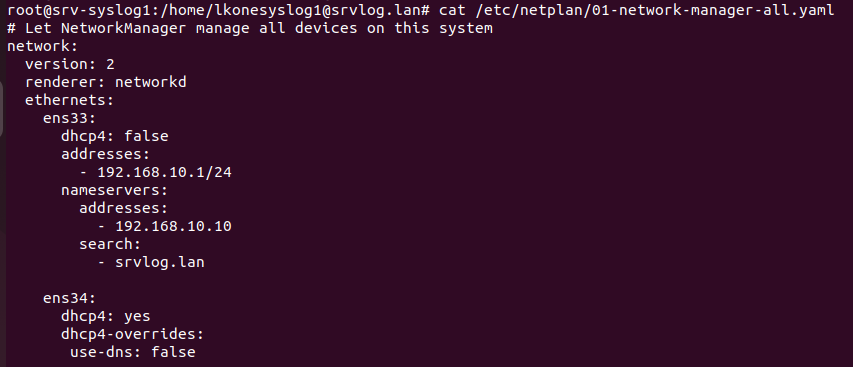 root@srv-syslog1:/home/lkonesyslog1@srvlog.lan# cat /etc/netplan/01-network-manager-all.yaml
# Let NetworkManager manage all devices on this system
network:
  version: 2
  renderer: networkd
  ethernets:
    ens33:
      dhcp4: false
      addresses:
        - 192.168.10.1/24
      nameservers:
        addresses:
          - 192.168.10.10
        search:
          - srvlog.lan

    ens34:
      dhcp4: yes
      dhcp4-overrides:
       use-dns: false